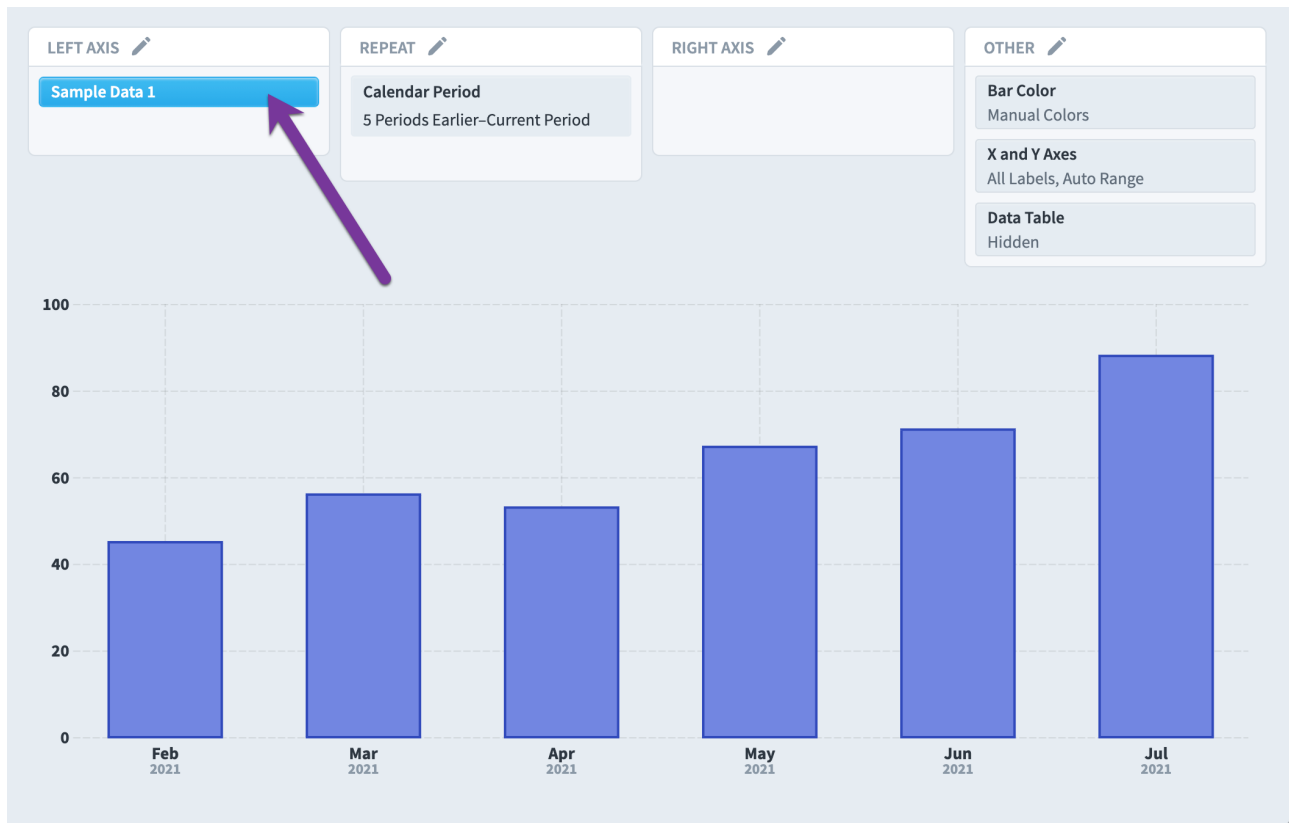 LEFT AXIS
Sample Data 1
REPEAT
Calendar Period
5 Periods Earlier–Current Period
RIGHT AXIS
OTHER
Bar Color
Manual Colors
X and Y Axes
All Labels, Auto Range
Data Table
Hidden
100
80
60
40
20
0
Feb Mar Apr May Jun Jul
2021 2021 2021 2021 2021 2021